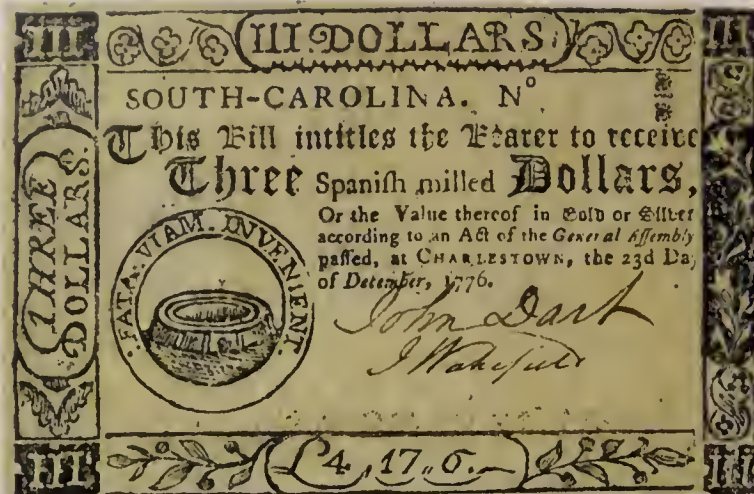 III DOLLARS
III
III
SOUTH-CAROLINA. N°
This Bill intitles the Bearer to receive
Three Spaniſh milled Dollars,
Or the Value thereof in Gold or Silver
according to an Act of the General Aſſembly
paſſed, at CHARLESTOWN, the 23d Day
of December, 1776.
THREE
DOLLARS.
FATA. VIAM. INVENIENT.
John Dart
J Wakefield
III
£4,,17,,6.
III